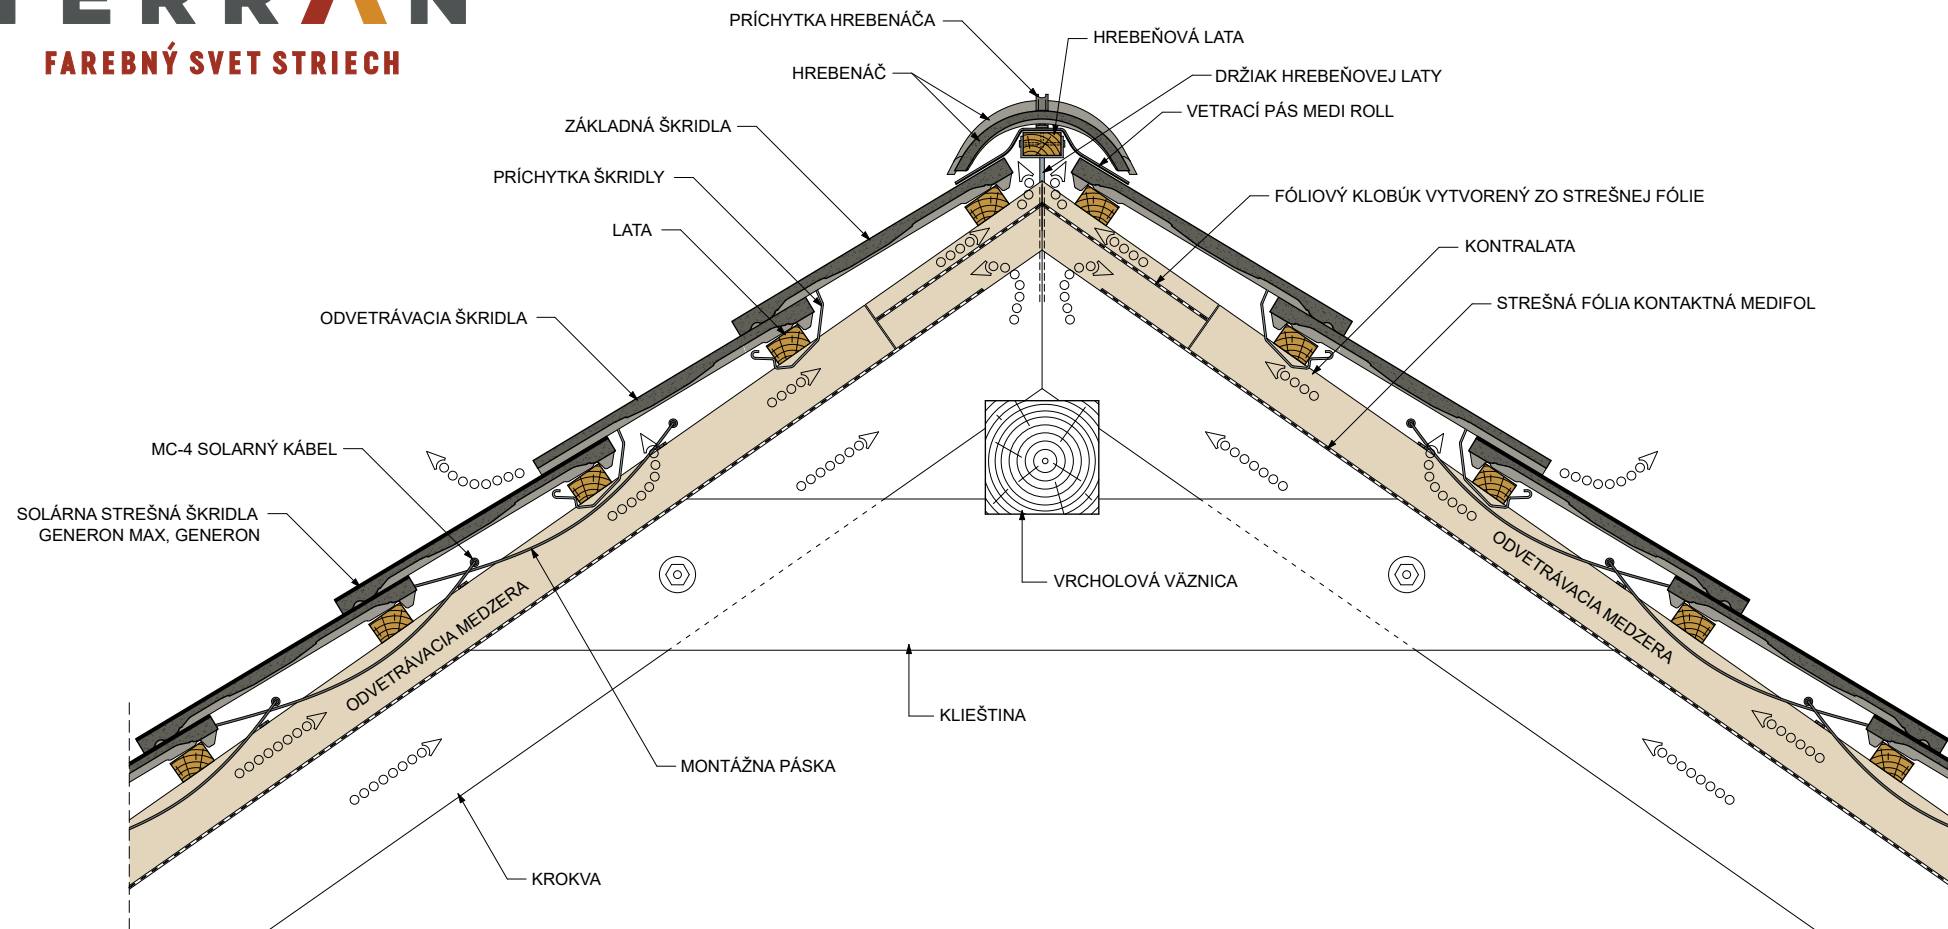 TERRAN
FAREBNÝ SVET STRIECH
PRÍCHYTKA HREBENÁČA
HREBEŇOVÁ LATA
HREBENÁČ
DRŽIAK HREBEŇOVEJ LATY
VETRACÍ PÁS MEDI ROLL
ZÁKLADNÁ ŠKRIDLA
PRÍCHYTKA ŠKRIDLY
FÓLIOVÝ KLOBÚK VYTVORENÝ ZO STREŠNEJ FÓLIE
LATA
KONTRALATA
STREŠNÁ FÓLIA KONTAKTNÁ MEDIFOL
ODVETRÁVACIA ŠKRIDLA
MC-4 SOLARNÝ KÁBEL
SOLÁRNA STREŠNÁ ŠKRIDLA
GENERON MAX, GENERON
VRCHOLOVÁ VÄZNICA
ODVETRÁVACIA MEDZERA
ODVETRÁVACIA MEDZERA
KLIEŠTINA
MONTÁŽNA PÁSKA
KROKVA